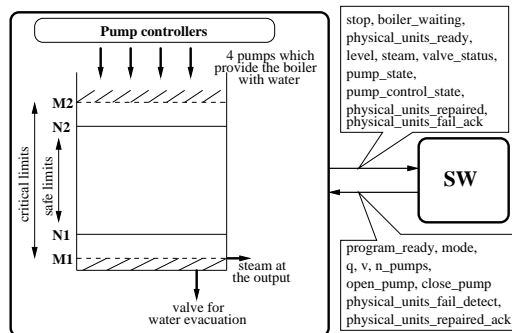 Pump controllers
4 pumps which
provide the boiler
with water
M2
N2
critical limits
safe limits
N1
M1
steam at
the output
valve for
water evacuation
stop, boiler_waiting,
physical_units_ready,
level, steam, valve_status,
pump_state,
pump_control_state,
physical_units_repaired,
physical_units_fail_ack
SW
program_ready, mode,
q, v, n_pumps,
open_pump, close_pump
physical_units_fail_detect,
physical_units_repaired_ack